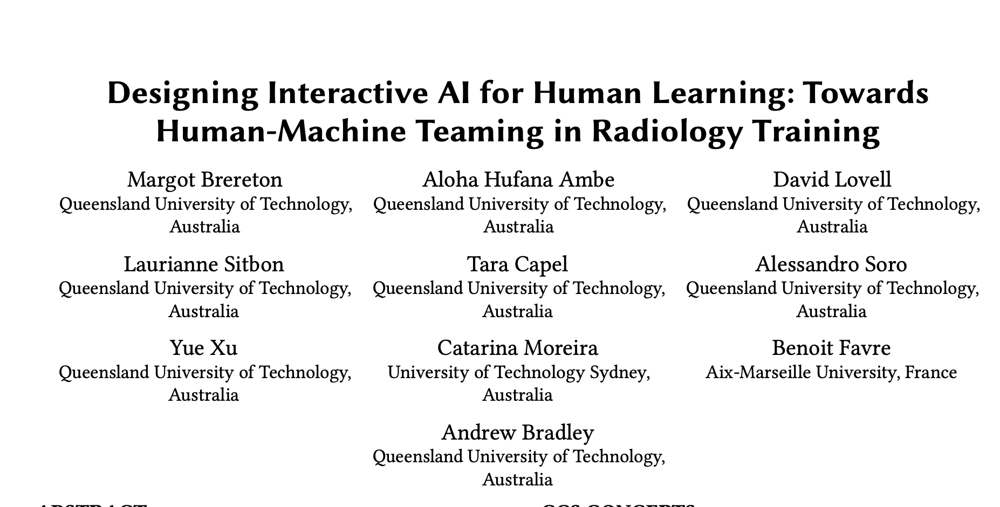 Designing Interactive AI for Human Learning: Towards
Human-Machine Teaming in Radiology Training
Margot Brereton
Queensland University of Technology,
Australia
Aloha Hufana Ambe
Queensland University of Technology,
Australia
David Lovell
Queensland University of Technology,
Australia
Laurianne Sitbon
Queensland University of Technology,
Australia
Tara Capel
Queensland University of Technology,
Australia
Alessandro Soro
Queensland University of Technology,
Australia
Yue Xu
Queensland University of Technology,
Australia
Catarina Moreira
University of Technology Sydney,
Australia
Benoit Favre
Aix-Marseille University, France
Andrew Bradley
Queensland University of Technology,
Australia
ABSTRACT
CCS CONCEPTS